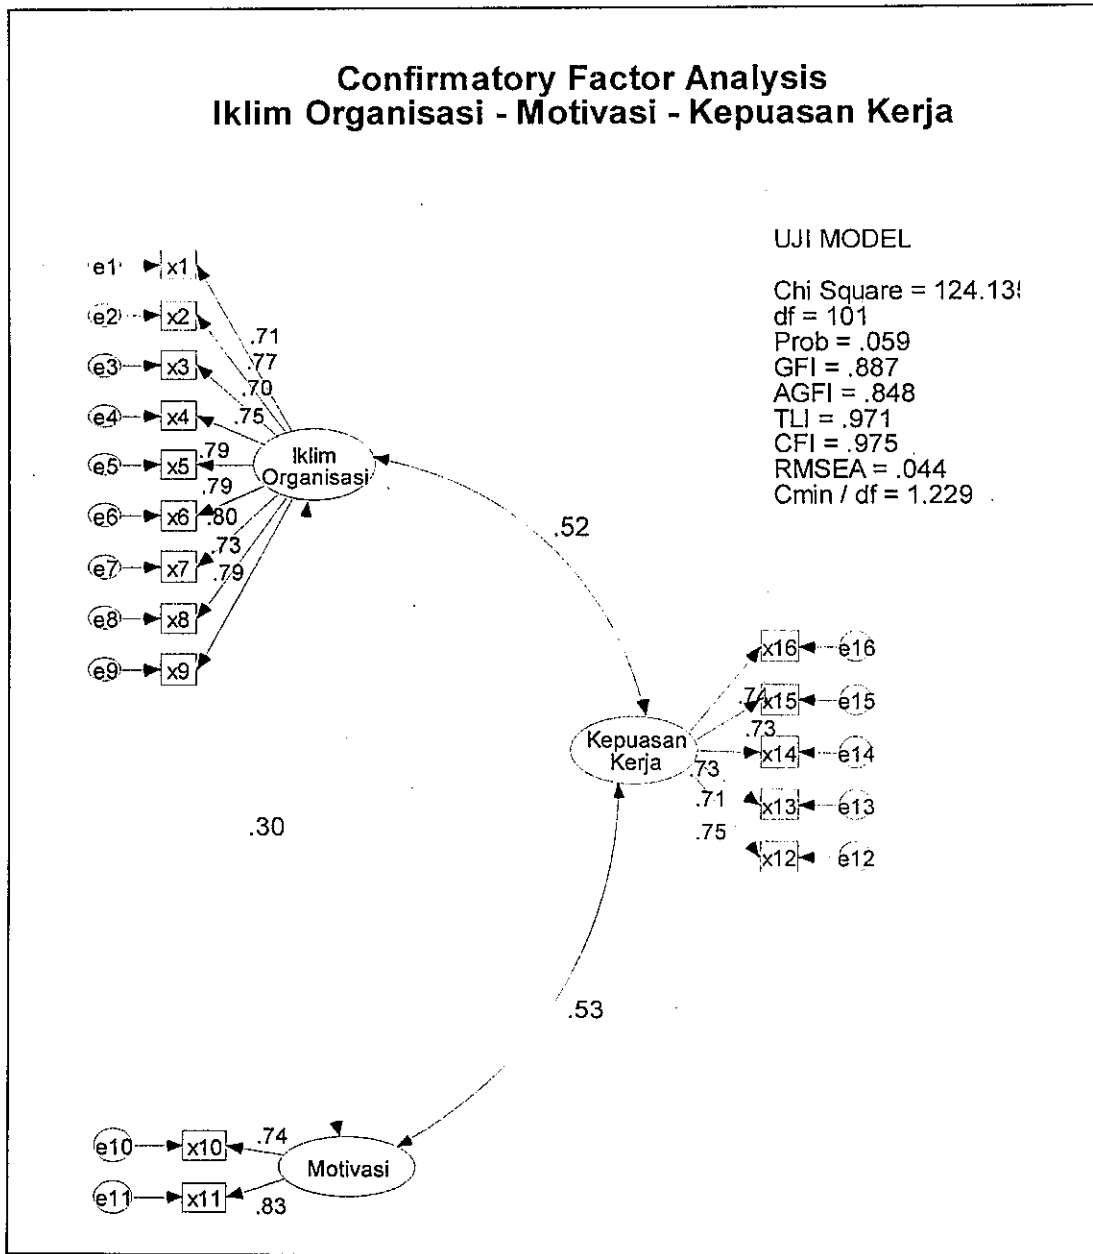 Confirmatory Factor Analysis
Iklim Organisasi - Motivasi - Kepuasan Kerja
UJI MODEL
Chi Square = 124.13
df = 101
Prob = .059
GFI = .887
AGFI = .848
TLI = .971
CFI = .975
RMSEA = .044
Cmin / df = 1.229
e1 x1
e2 x2
e3 x3
e4 x4
e5 x5
e6 x6
e7 x7
e8 x8
e9 x9
.71
.77
.70
.75
.79
.79
.80
.73
.79
Iklim
Organisasi
.52
x16 e16
x15 e15
x14 e14
x13 e13
x12 e12
.74
.73
.73
.71
.75
Kepuasan
Kerja
.30
.53
e10 x10 .74
e11 x11 .83
Motivasi